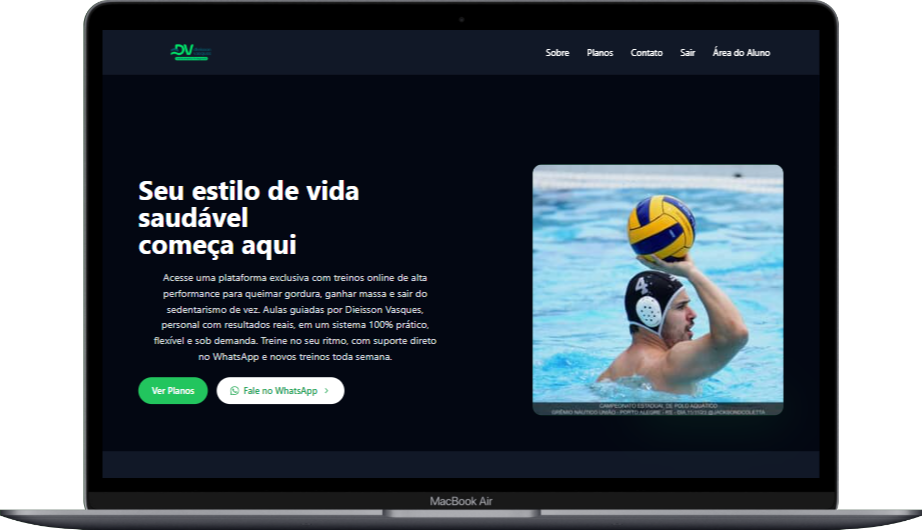 DV
Sobre Planos Contato Sair Área do Aluno
Seu estilo de vida
saudável
começa aqui
Acesse uma plataforma exclusiva com treinos online de alta
performance para queimar gordura, ganhar massa e sair do
sedentarismo de vez. Aulas guiadas por Dieisson Vasques,
personal com resultados reais, em um sistema 100% prático,
flexível e sob demanda. Treine no seu ritmo, com suporte direto
no WhatsApp e novos treinos toda semana.
Ver Planos
Fale no WhatsApp
4
CAMPEONATO ESTADUAL DE POLO AQUÁTICO
GRÊMIO NÁUTICO UNIÃO - PORTO ALEGRE - RS -
MacBook Air